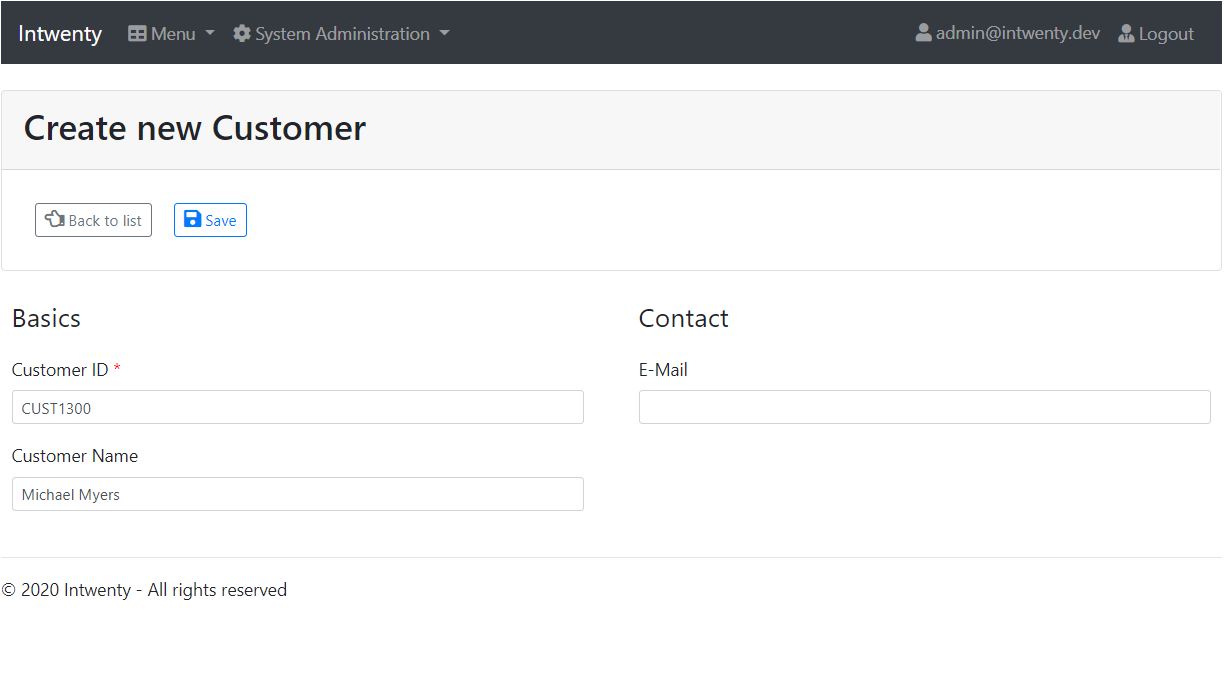 Intwenty Menu System Administration admin@intwenty.dev Logout
Create new Customer
Back to list Save
Basics
Customer ID *
CUST1300
Customer Name
Michael Myers
Contact
E-Mail
© 2020 Intwenty - All rights reserved